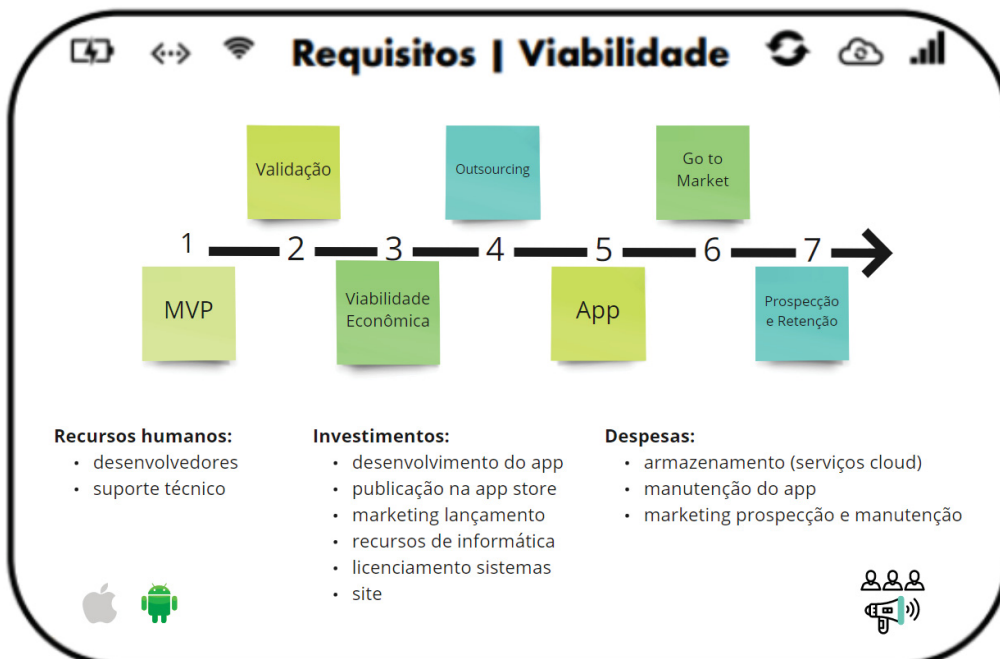 Requisitos | Viabilidade
Validação
Outsourcing
Go to
Market
1 2 3 4 5 6 7
MVP
Viabilidade
Econômica
App
Prospecção
e Retenção
Recursos humanos:
• desenvolvedores
• suporte técnico
Investimentos:
• desenvolvimento do app
• publicação na app store
• marketing lançamento
• recursos de informática
• licenciamento sistemas
• site
Despesas:
• armazenamento (serviços cloud)
• manutenção do app
• marketing prospecção e manutenção